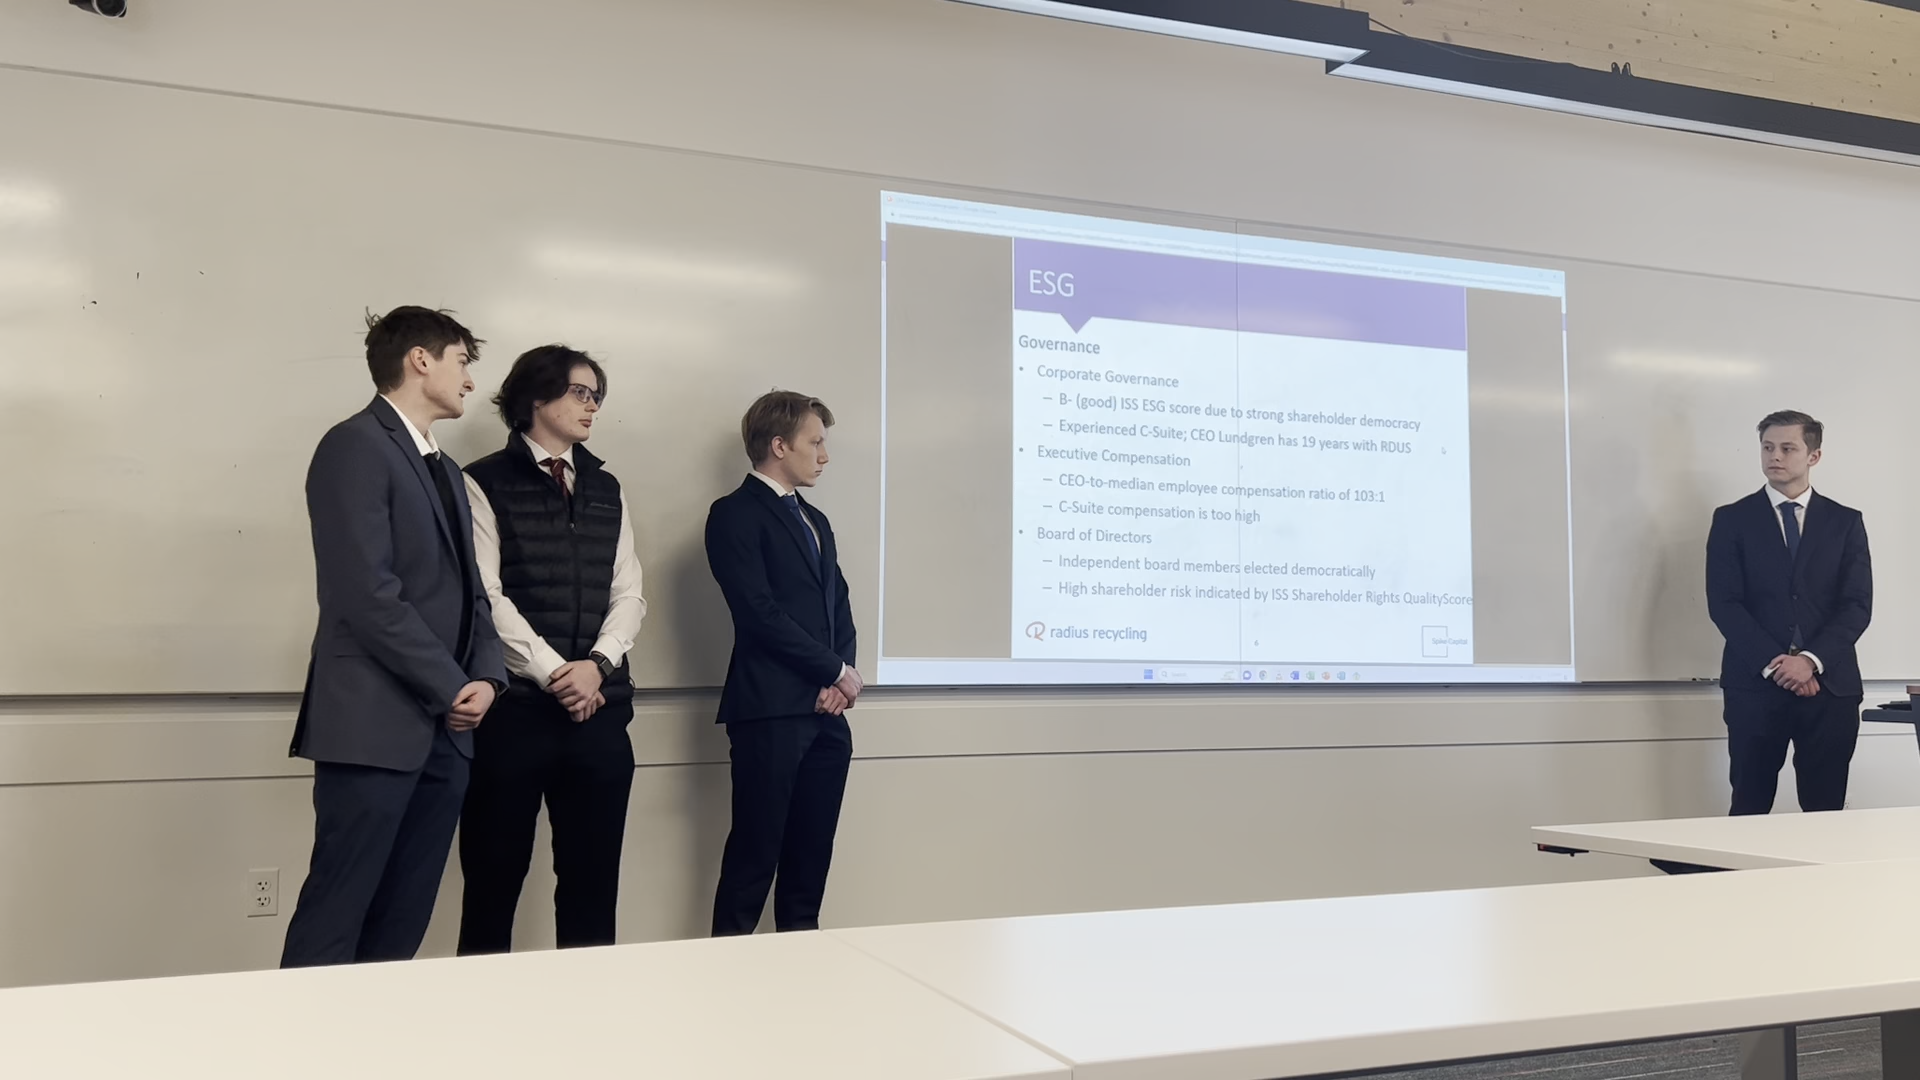 ESG
Governance
• Corporate Governance
– B- (good) ISS ESG score due to strong shareholder democracy
– Experienced C-Suite; CEO Lundgren has 19 years with RDUS
• Executive Compensation
– CEO-to-median employee compensation ratio of 103:1
– C-Suite compensation is too high
• Board of Directors
– Independent board members elected democratically
– High shareholder risk indicated by ISS Shareholder Rights QualityScore
radius recycling
6
Spike Capital